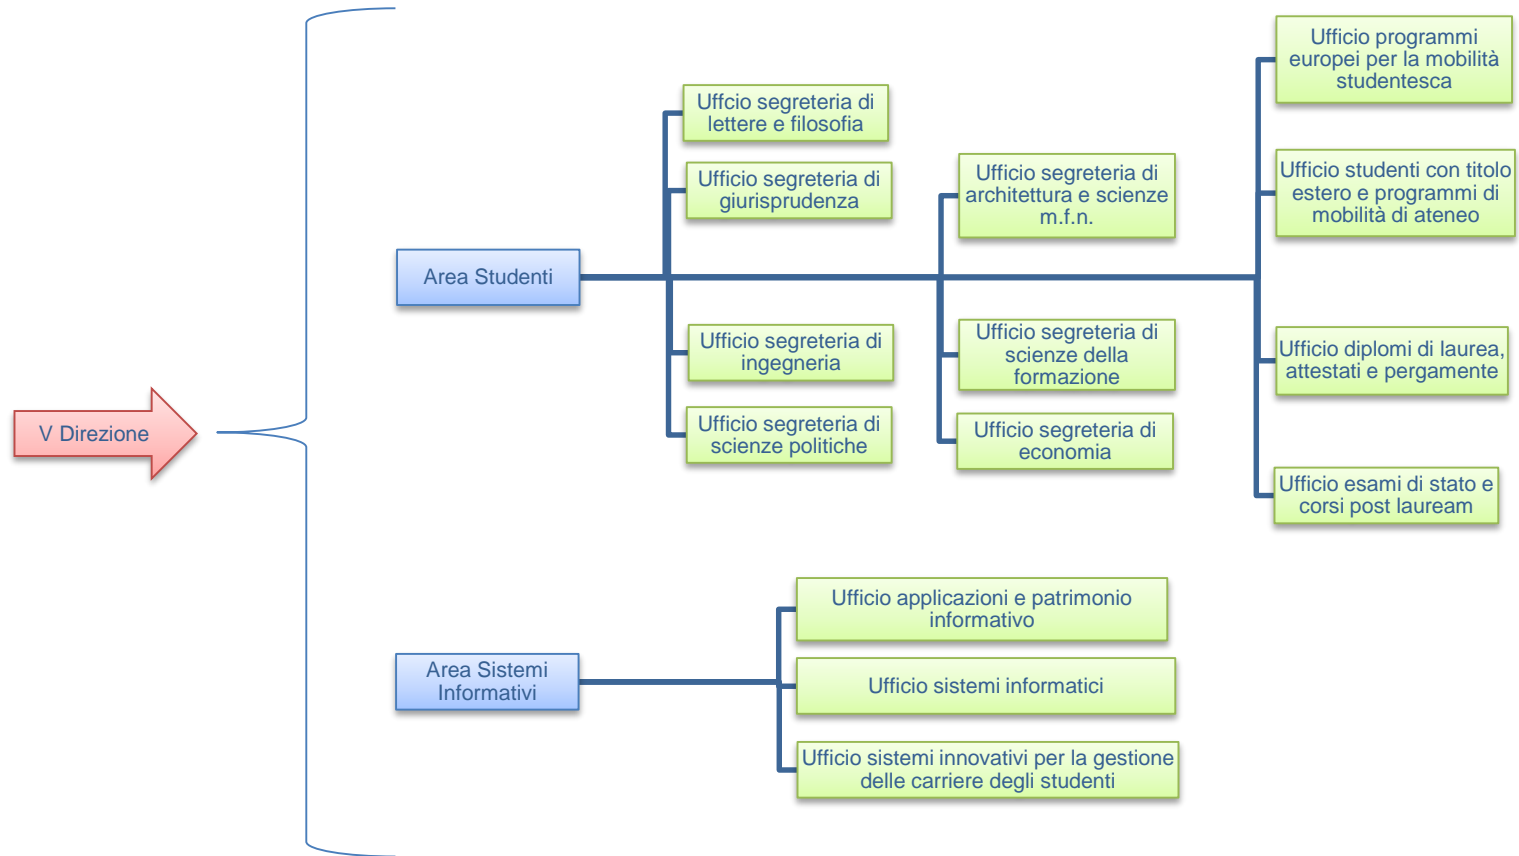 V Direzione
Area Studenti
Uffcio segreteria di
lettere e filosofia
Ufficio segreteria di
giurisprudenza
Ufficio segreteria di
ingegneria
Ufficio segreteria di
scienze politiche
Ufficio segreteria di
architettura e scienze
m.f.n.
Ufficio segreteria di
scienze della
formazione
Ufficio segreteria di
economia
Ufficio programmi
europei per la mobilità
studentesca
Ufficio studenti con titolo
estero e programmi di
mobilità di ateneo
Ufficio diplomi di laurea,
attestati e pergamente
Ufficio esami di stato e
corsi post lauream
Area Sistemi
Informativi
Ufficio applicazioni e patrimonio
informativo
Ufficio sistemi informatici
Ufficio sistemi innovativi per la gestione
delle carriere degli studenti